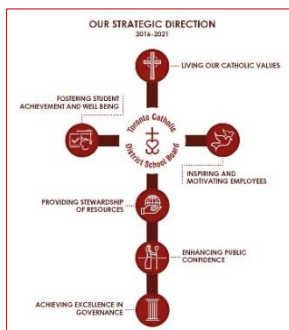 OUR STRATEGIC DIRECTION
2016-2021
LIVING OUR CATHOLIC VALUES
FOSTERING STUDENT
ACHIEVEMENT AND WELL BEING
Toronto Catholic
District School Board
INSPIRING AND
MOTIVATING EMPLOYEES
PROVIDING STEWARDSHIP
OF RESOURCES
ENHANCING PUBLIC
CONFIDENCE
ACHIEVING EXCELLENCE IN
GOVERNANCE